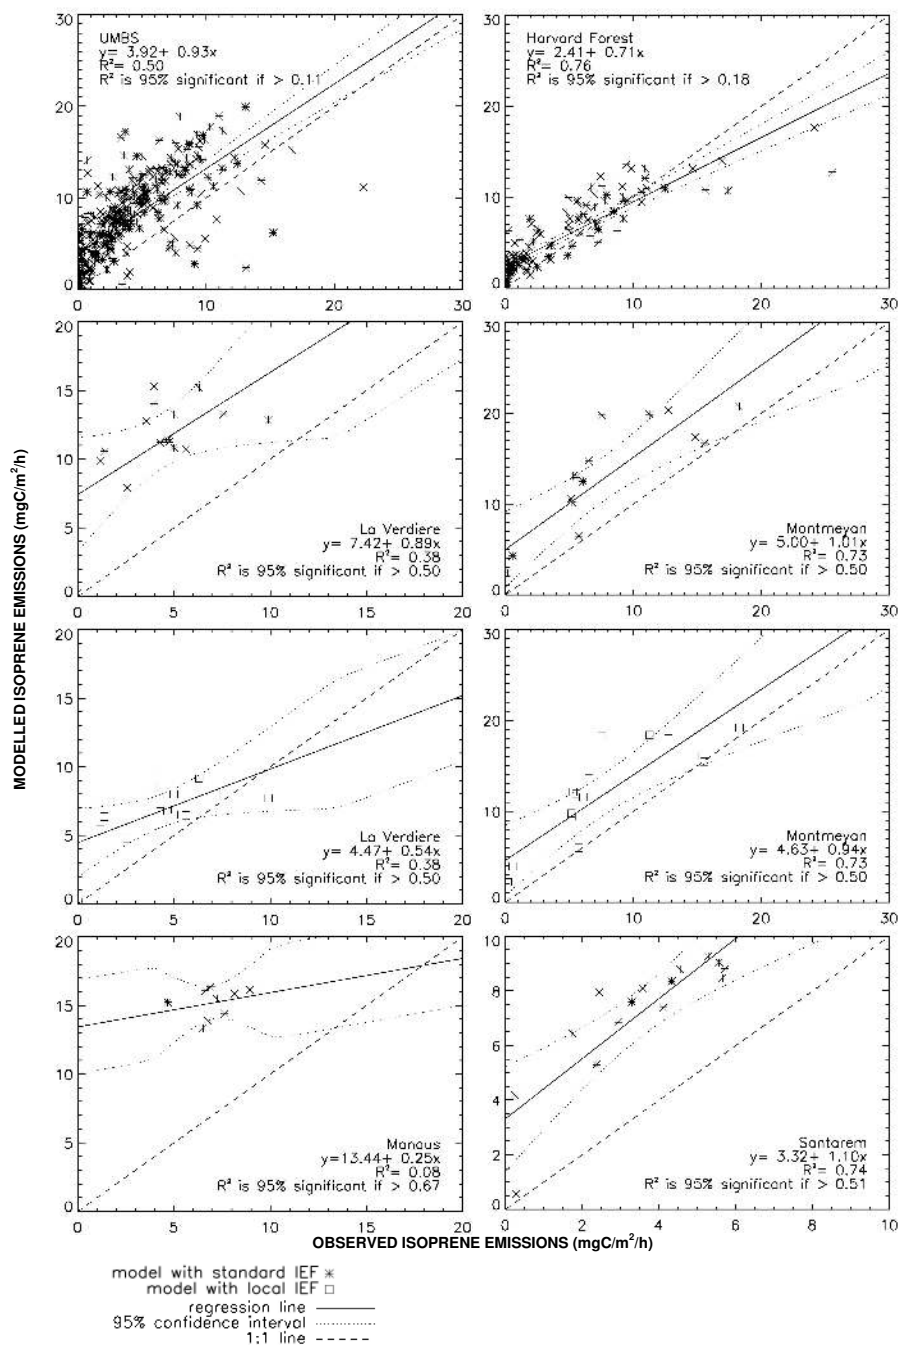 UMBS
y= 3.92+ 0.93x
R²= 0.50
R² is 95% significant if > 0.11
30
20
10
0
0 10 20 30
Harvard Forest
y= 2.41+ 0.71x
R²= 0.76
R² is 95% significant if > 0.18
30
20
10
0
0 10 20 30
MODELLED ISOPRENE EMISSIONS (mgC/m²/h)
20
15
10
5
0
La Verdiere
y= 7.42+ 0.89x
R²= 0.38
R² is 95% significant if > 0.50
0 5 10 15 20
30
20
10
0
Montmeyan
y= 5.00+ 1.01x
R²= 0.73
R² is 95% significant if > 0.50
0 10 20 30
20
15
10
5
0
La Verdiere
y= 4.47+ 0.54x
R²= 0.38
R² is 95% significant if > 0.50
0 5 10 15 20
30
20
10
0
Montmeyan
y= 4.63+ 0.94x
R²= 0.73
R² is 95% significant if > 0.50
0 10 20 30
20
15
10
5
0
Manaus
y=13.44+ 0.25x
R²= 0.08
R² is 95% significant if > 0.67
0 5 10 15 20
10
8
6
4
2
0
Santarem
y= 3.32+ 1.10x
R²= 0.74
R² is 95% significant if > 0.51
0 2 4 6 8 10
OBSERVED ISOPRENE EMISSIONS (mgC/m²/h)
model with standard IEF
model with local IEF
regression line
95% confidence interval
1:1 line